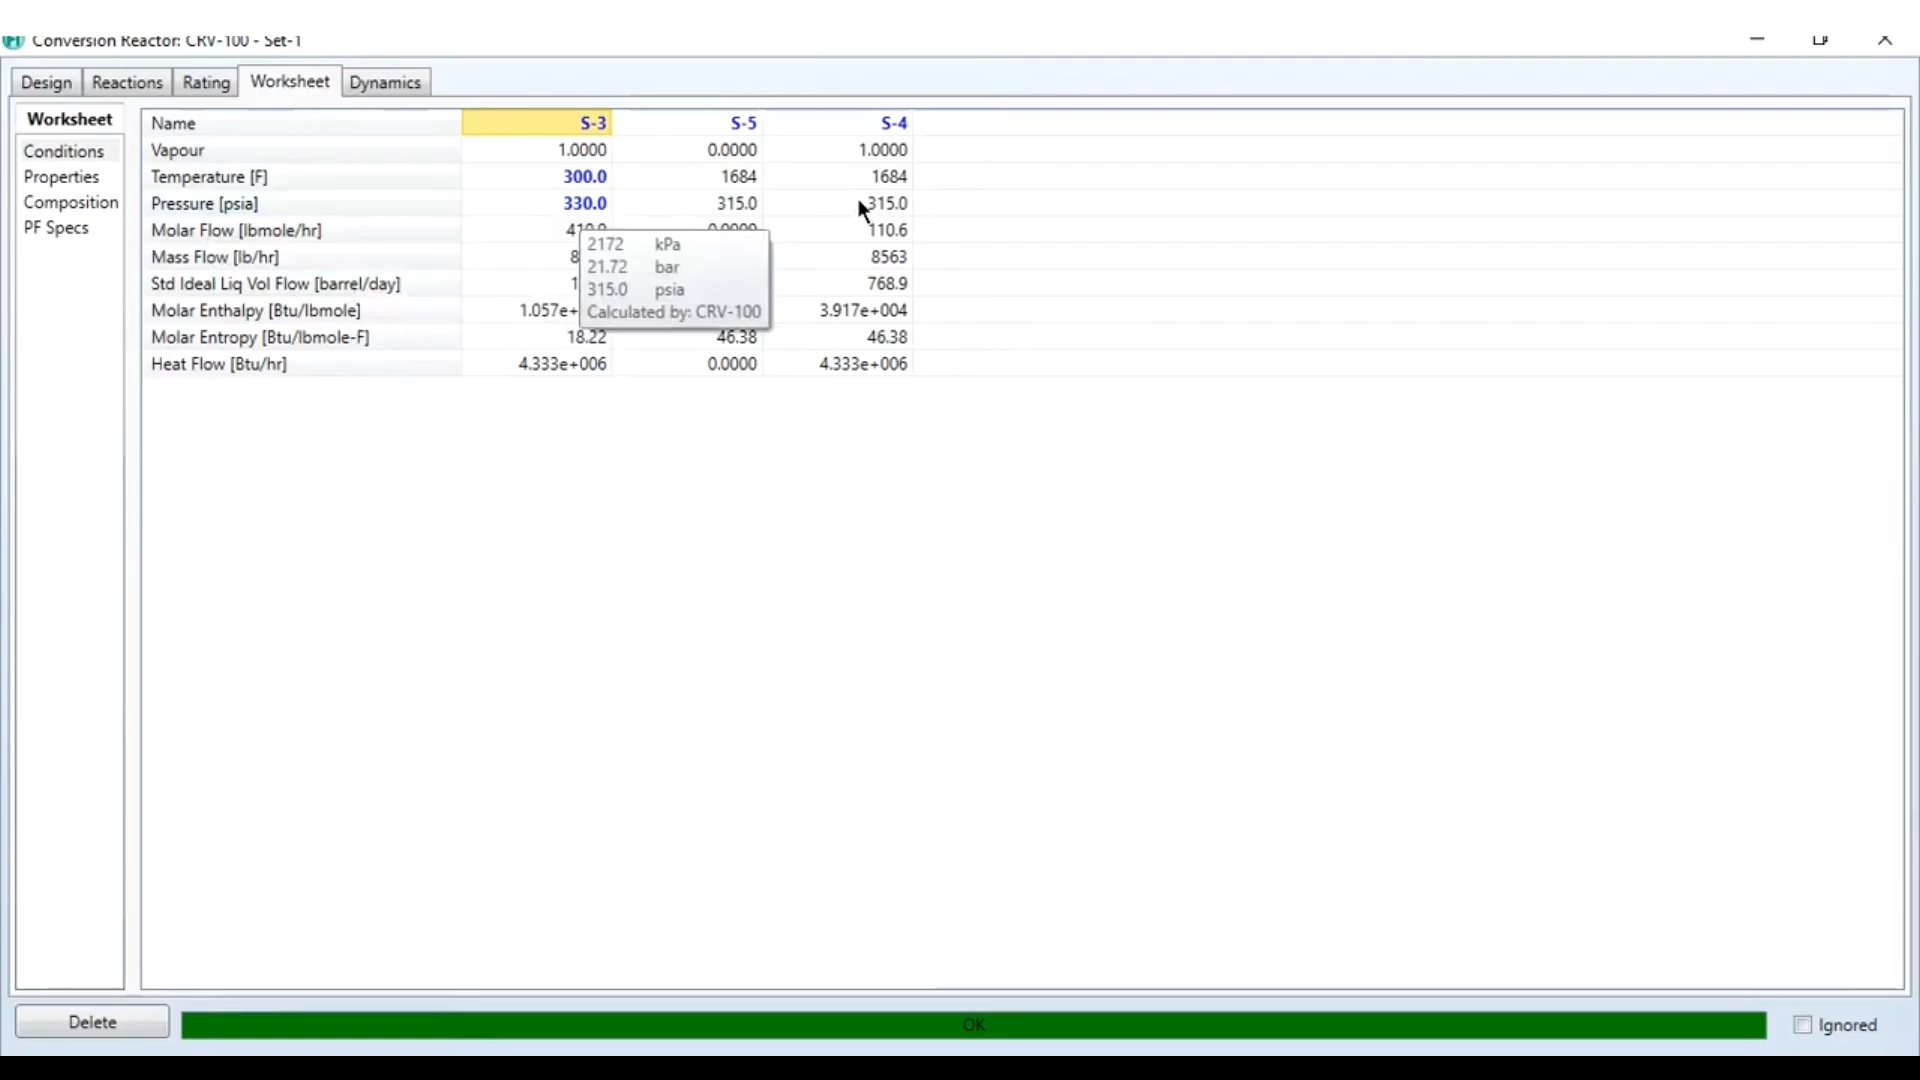 Conversion Reactor: CRV-100 - Set-1
Design Reactions Rating Worksheet Dynamics
Worksheet
Conditions
Properties
Composition
PF Specs
Name S-3 S-5 S-4
Vapour 1.0000 0.0000 1.0000
Temperature [F] 300.0 1684 1684
Pressure [psia] 330.0 315.0 315.0
Molar Flow [lbmole/hr] 110.6
Mass Flow [lb/hr] 8563
Std Ideal Liq Vol Flow [barrel/day] 768.9
Molar Enthalpy [Btu/lbmole] 1.057e+ 3.917e+004
Molar Entropy [Btu/lbmole-F] 18.22 46.38 46.38
Heat Flow [Btu/hr] 4.333e+006 0.0000 4.333e+006
2172 kPa
21.72 bar
315.0 psia
Calculated by: CRV-100
Delete
OK
Ignored